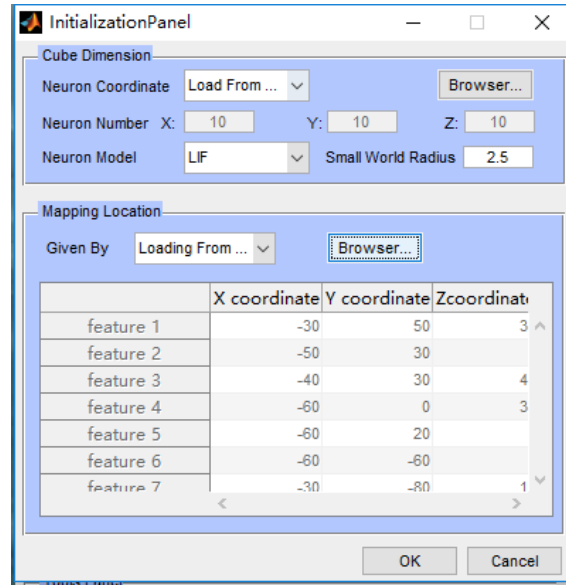 InitializationPanel
Cube Dimension
Neuron Coordinate Load From ... Browser...
Neuron Number X: 10 Y: 10 Z: 10
Neuron Model LIF Small World Radius 2.5
Mapping Location
Given By Loading From ... Browser...
X coordinate Y coordinate Zcoordinat
feature 1 -30 50 3
feature 2 -50 30
feature 3 -40 30 4
feature 4 -60 0 3
feature 5 -60 20
feature 6 -60 -60
feature 7 -30 -80 1
OK Cancel